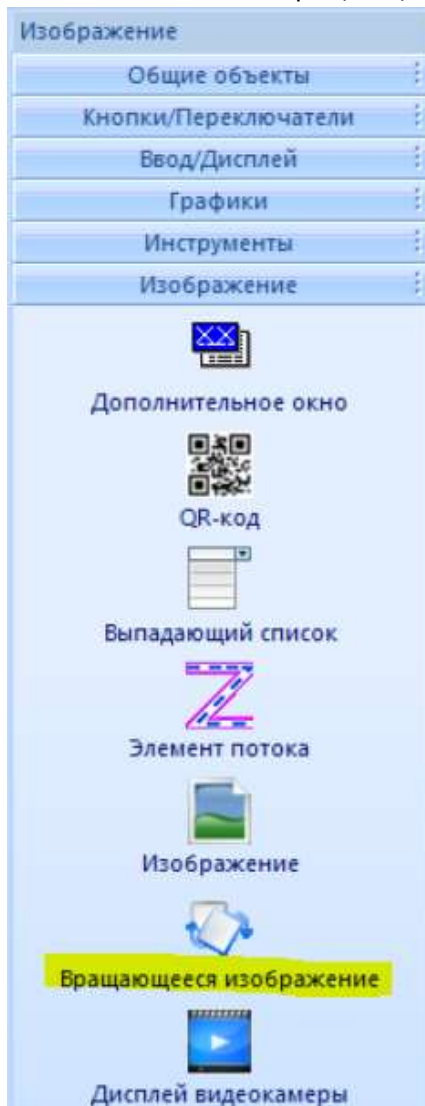 Изображение
Общие объекты
Кнопки/Переключатели
Ввод/Дисплей
Графики
Инструменты
Изображение
Дополнительное окно
QR-код
Выпадающий список
Элемент потока
Изображение
Вращающееся изображение
Дисплей видеокамеры